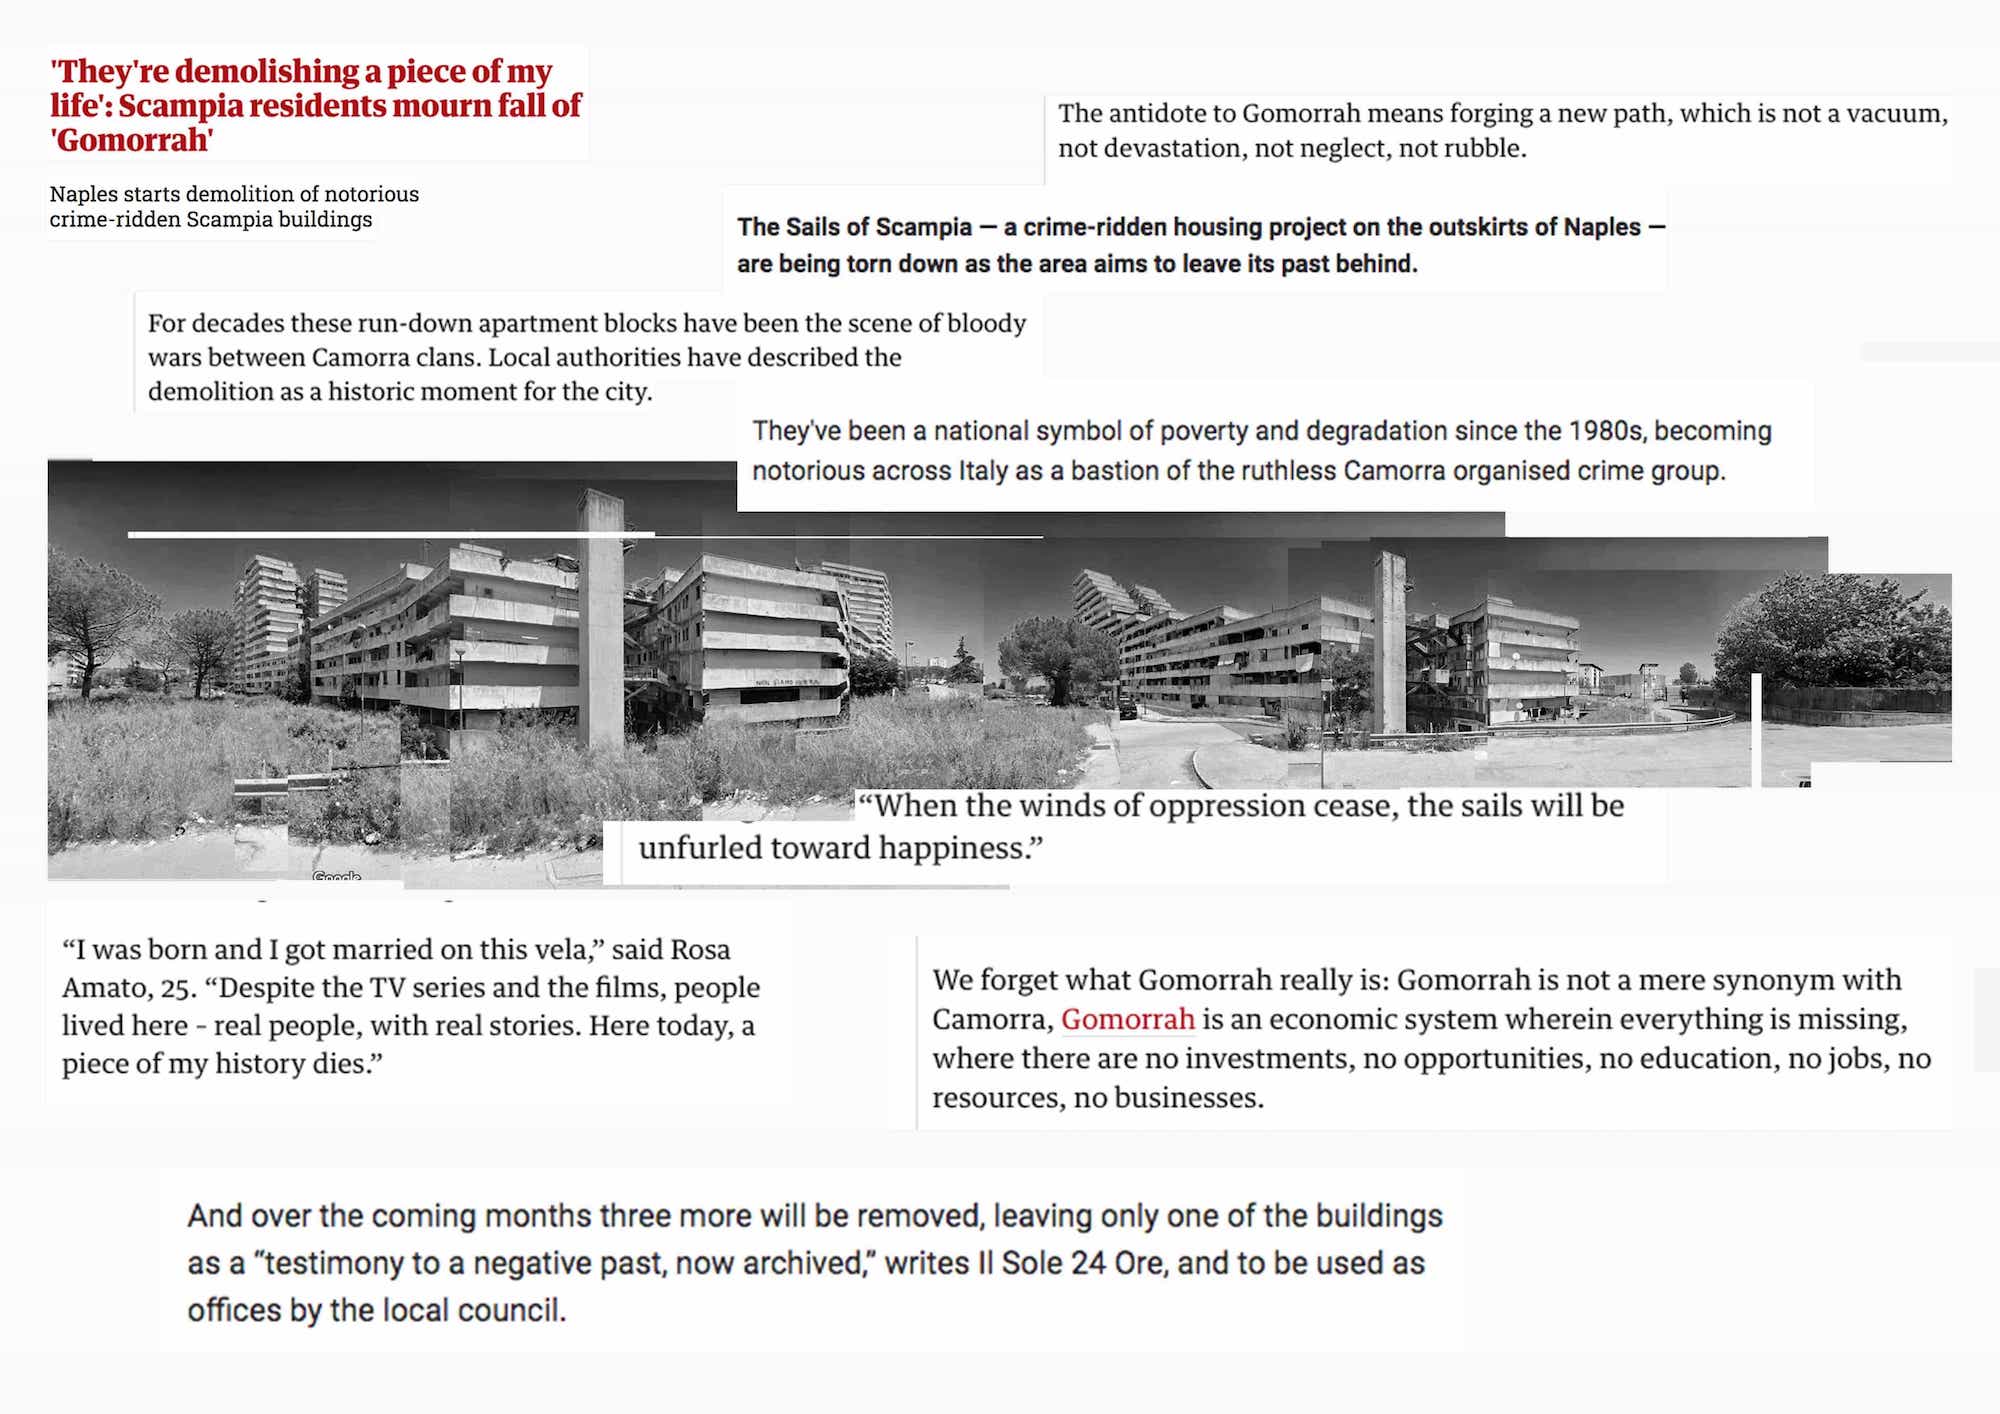 'They're demolishing a piece of my
life': Scampia residents mourn fall of
'Gomorrah'
Naples starts demolition of notorious
crime-ridden Scampia buildings
The antidote to Gomorrah means forging a new path, which is not a vacuum,
not devastation, not neglect, not rubble.
The Sails of Scampia — a crime-ridden housing project on the outskirts of Naples —
are being torn down as the area aims to leave its past behind.
For decades these run-down apartment blocks have been the scene of bloody
wars between Camorra clans. Local authorities have described the
demolition as a historic moment for the city.
They've been a national symbol of poverty and degradation since the 1980s, becoming
notorious across Italy as a bastion of the ruthless Camorra organised crime group.
“When the winds of oppression cease, the sails will be
unfurled toward happiness.”
Google
“I was born and I got married on this vela,” said Rosa
Amato, 25. “Despite the TV series and the films, people
lived here – real people, with real stories. Here today, a
piece of my history dies.”
We forget what Gomorrah really is: Gomorrah is not a mere synonym with
Camorra, Gomorrah is an economic system wherein everything is missing,
where there are no investments, no opportunities, no education, no jobs, no
resources, no businesses.
And over the coming months three more will be removed, leaving only one of the buildings
as a “testimony to a negative past, now archived,” writes Il Sole 24 Ore, and to be used as
offices by the local council.